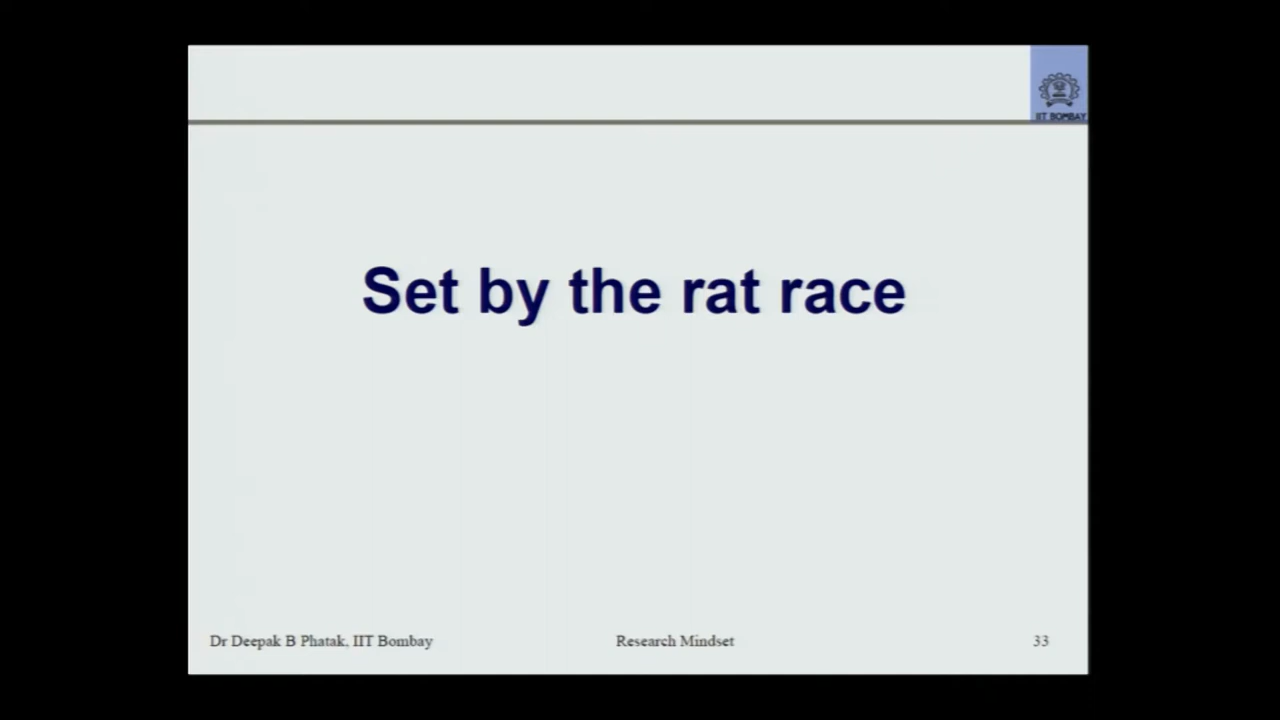 IIT BOMBAY
Set by the rat race
Dr Deepak B Phatak, IIT Bombay
Research Mindset
33